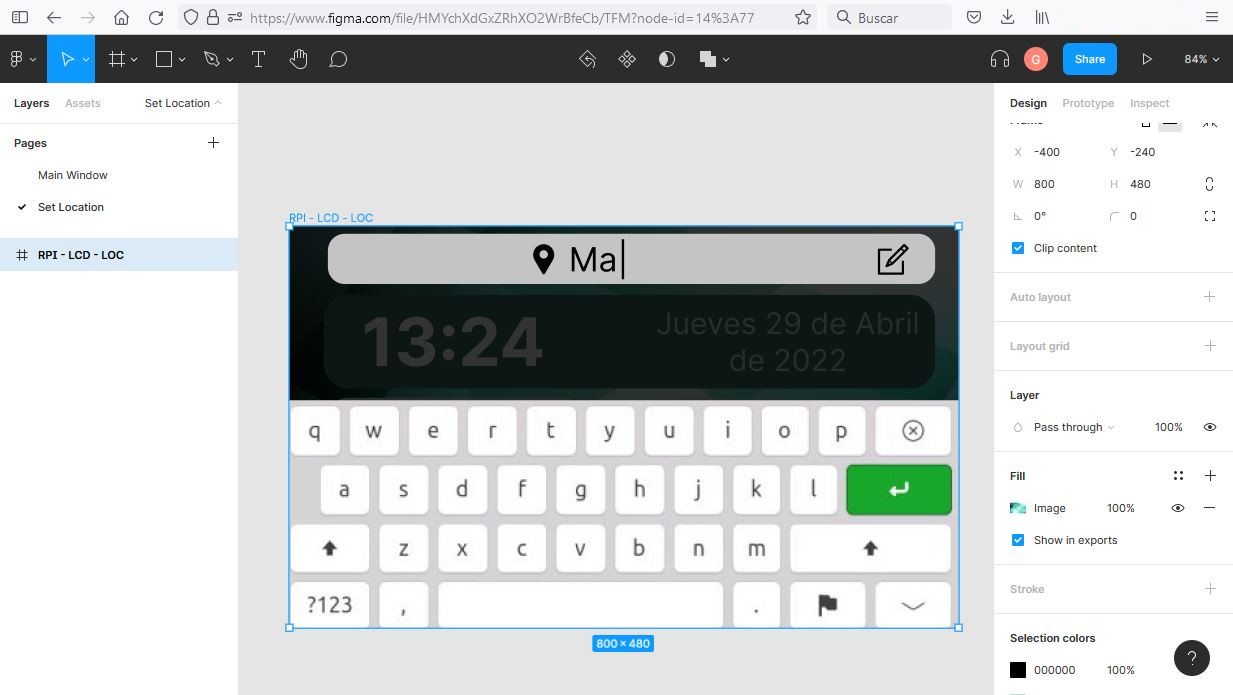 https://www.figma.com/file/HMYchXdGxZRhXO2WrBfeCb/TFM?node-id=14%3A77
Buscar
G
Share
84%
Layers Assets Set Location
Design Prototype Inspect
Pages
Main Window
Set Location
RPI - LCD - LOC
RPI - LCD - LOC
Ma
13:24
Jueves 29 de Abril
de 2022
q w e r t y u i o p
a s d f g h j k l
z x c v b n m
?123 , .
800 × 480
X -400 Y -240
W 800 H 480
0° 0
Clip content
Auto layout
Layout grid
Layer
Pass through 100%
Fill
Image 100%
Show in exports
Stroke
Selection colors
000000 100%
?